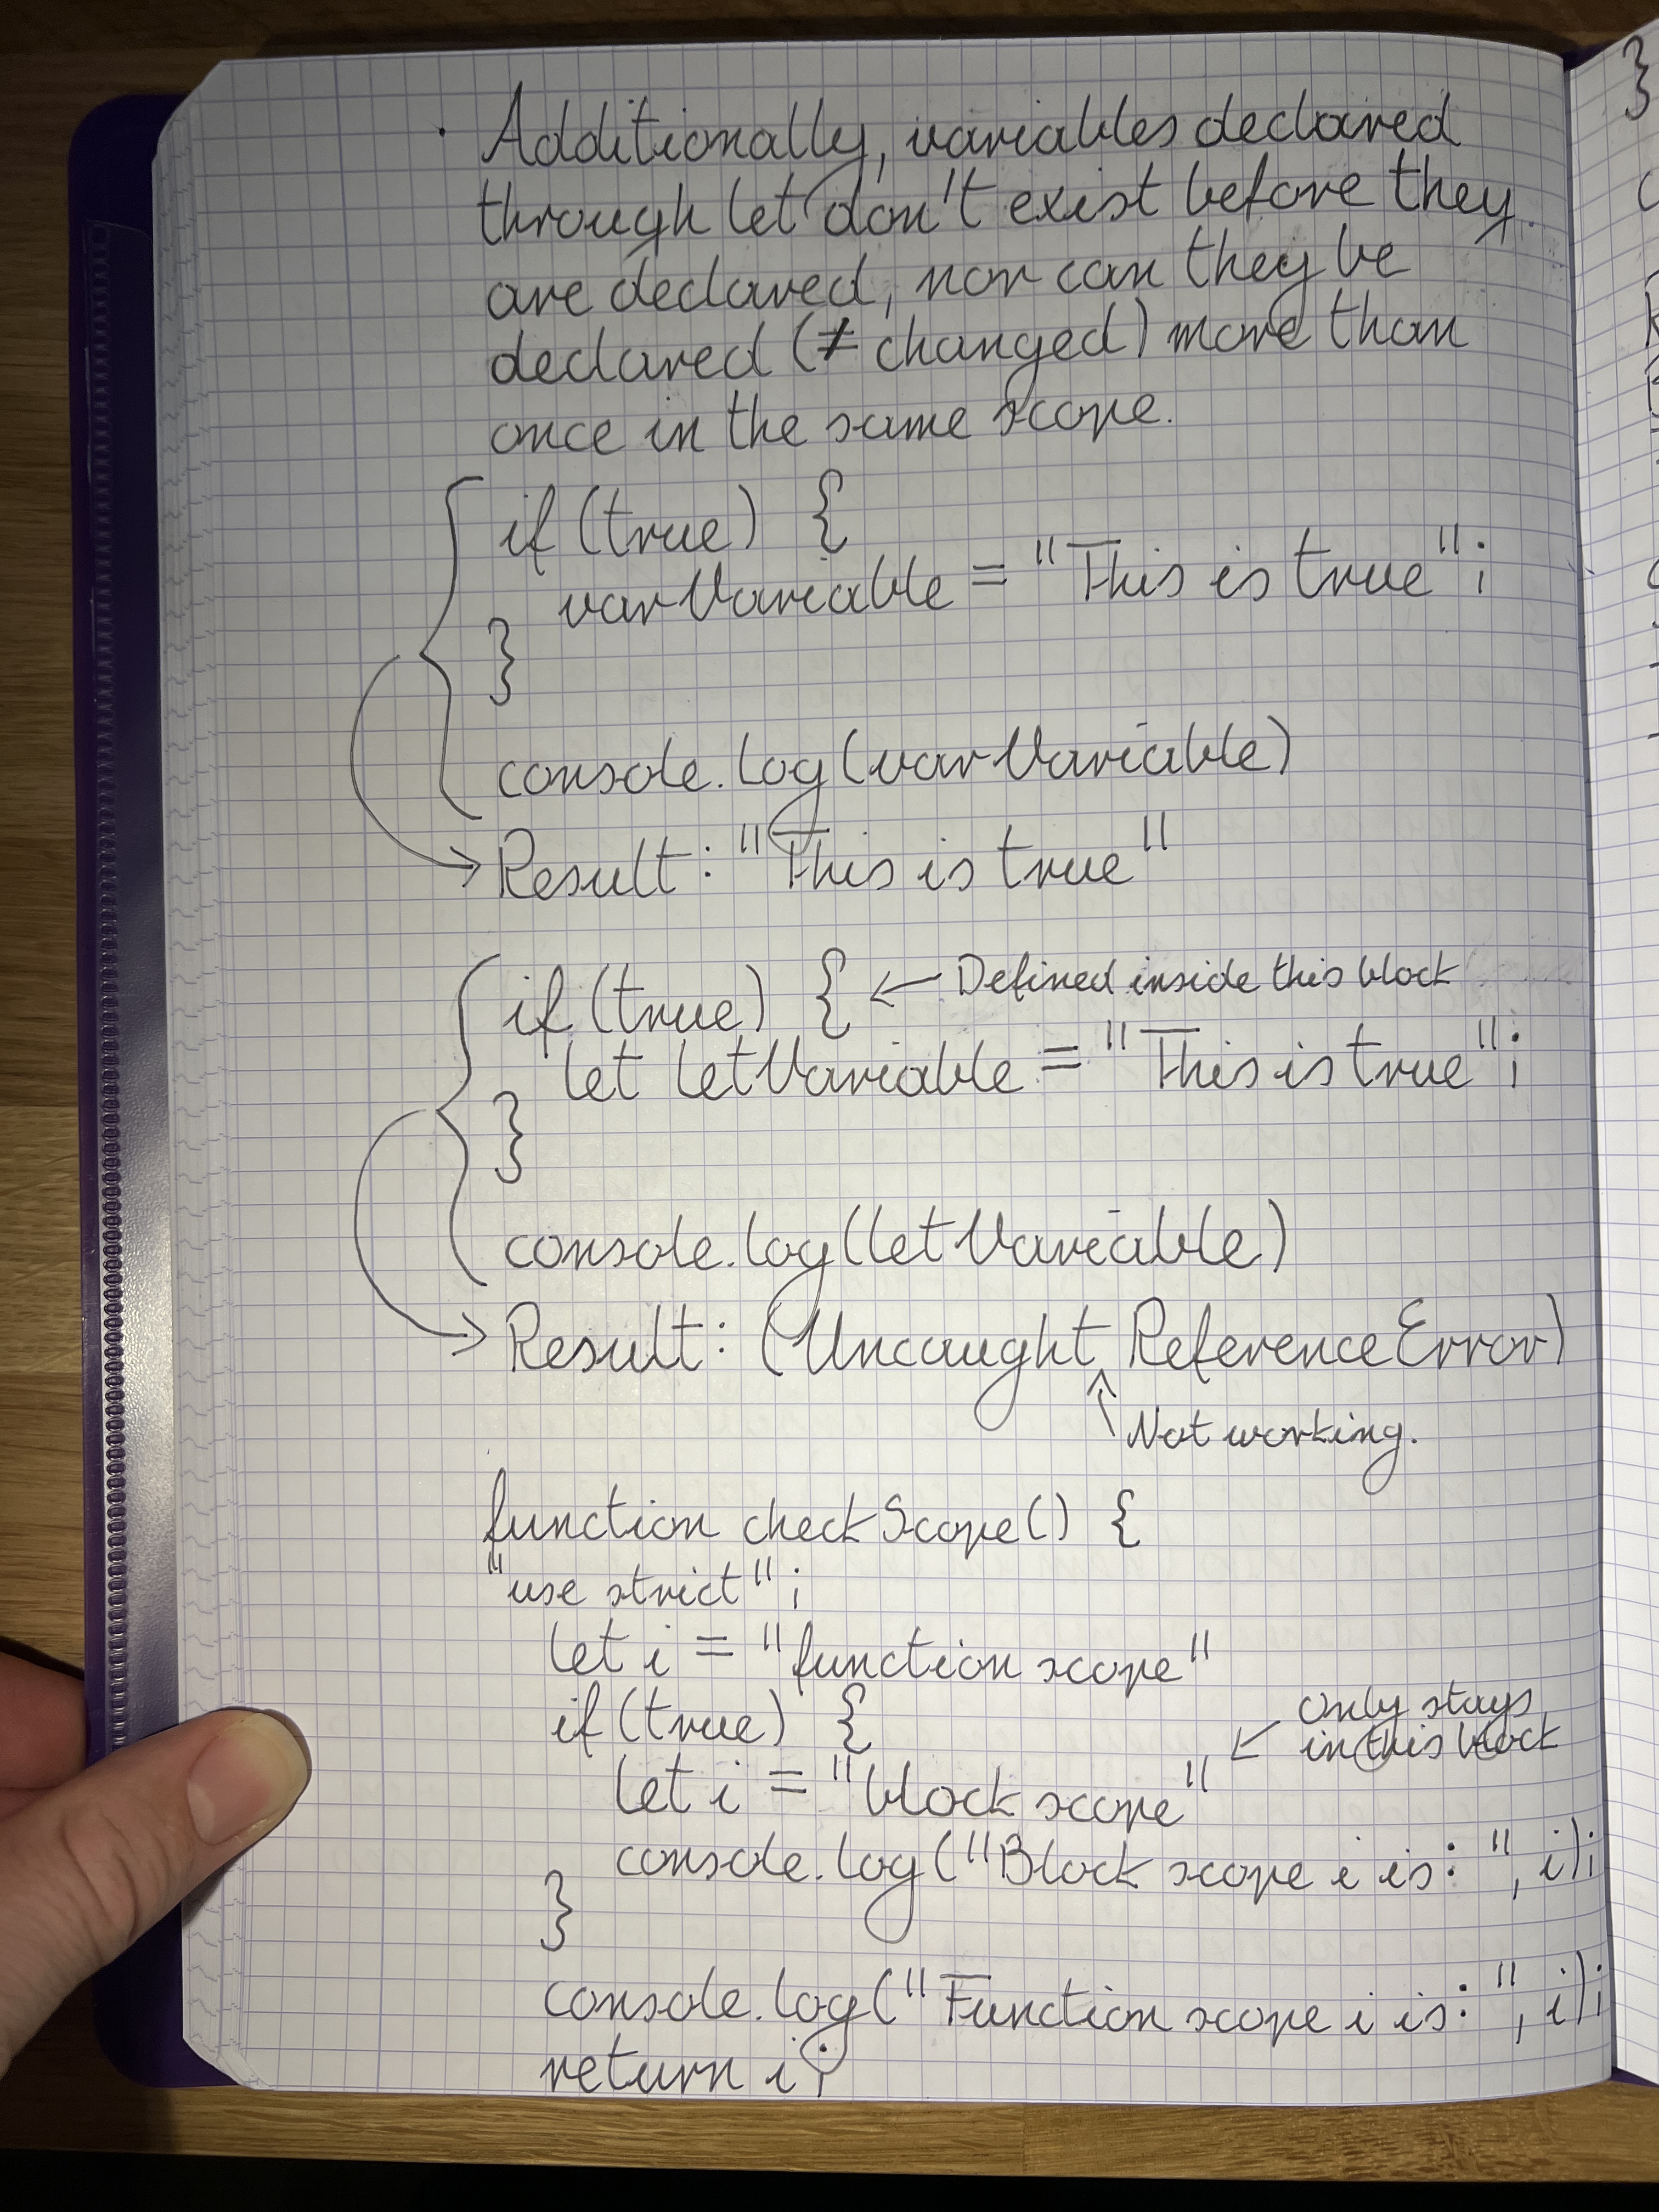 · Additionally, variables declared
through let don't exist before they
are declared, nor can they be
declared (≠ changed) more than
once in the same scope.
if (true) {
varVariable = "This is true";
}
console.log(varVariable)
Result: "This is true"
if (true) { ← Defined inside this block
let letVariable = "This is true";
}
console.log(letVariable)
Result: (Uncaught ReferenceError)
Not working.
function checkScope() {
"use strict";
let i = "function scope"
if (true) {
only stays
in this block
let i = "block scope"
console.log("Block scope i is: ", i);
}
console.log("Function scope i is: ", i);
return i;
}